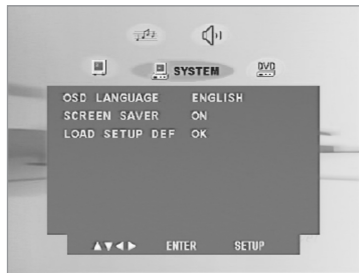 SYSTEM
DVD
OSD LANGUAGE ENGLISH
SCREEN SAVER ON
LOAD SETUP DEF OK
▲▼◀▶ ENTER SETUP